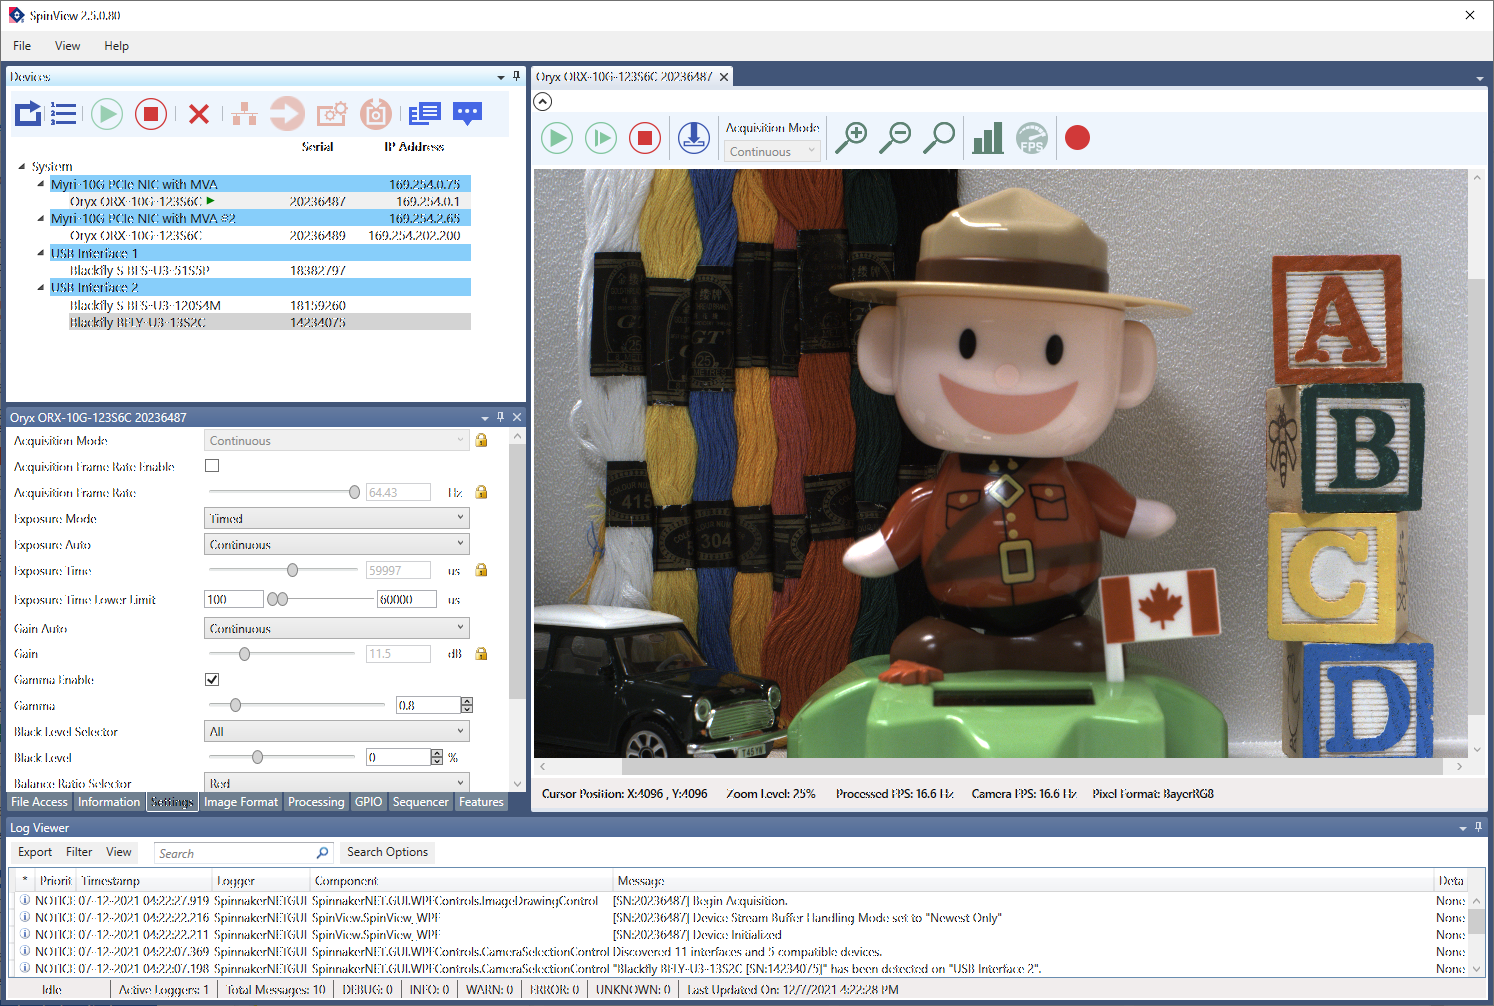 SpinView 2.5.0.80
File View Help
Devices
Serial IP Address
System
Myri-10G PCIe NIC with MVA 169.254.0.75
Oryx ORX-10G-123S6C 20236487 169.254.0.1
Myri-10G PCIe NIC with MVA #2 169.254.2.65
Oryx ORX-10G-123S6C 20236489 169.254.202.200
USB Interface 1
Blackfly S BFS-U3-51S5P 18382797
USB Interface 2
Blackfly S BFS-U3-120S4M 18159260
Blackfly BFLY-U3-13S2C 14234075
Oryx ORX-10G-123S6C 20236487
Acquisition Mode Continuous
Acquisition Frame Rate Enable
Acquisition Frame Rate 64.43 Hz
Exposure Mode Timed
Exposure Auto Continuous
Exposure Time 59997 us
Exposure Time Lower Limit 100 60000 us
Gain Auto Continuous
Gain 11.5 dB
Gamma Enable
Gamma 0.8
Black Level Selector All
Black Level 0 %
Balance Ratio Selector Red
File Access Information Settings Image Format Processing GPIO Sequencer Features
Oryx ORX-10G-123S6C 20236487
Acquisition Mode
Continuous
FPS
A
B
C
D
GT
25
415
304
T45YN
Cursor Position: X:4096 , Y:4096 Zoom Level: 25% Processed FPS: 16.6 Hz Camera FPS: 16.6 Hz Pixel Format: BayerRG8
Log Viewer
Export Filter View Search Search Options
* Priorit Timestamp Logger Component Message Deta
NOTICE 07-12-2021 04:22:27.919 SpinnakerNETGUI SpinnakerNET.GUI.WPFControls.ImageDrawingControl [SN:20236487] Begin Acquisition. None
NOTICE 07-12-2021 04:22:22.216 SpinnakerNETGUI SpinView.SpinView_WPF [SN:20236487] Device Stream Buffer Handling Mode set to "Newest Only" None
NOTICE 07-12-2021 04:22:22.211 SpinnakerNETGUI SpinView.SpinView_WPF [SN:20236487] Device Initialized None
NOTICE 07-12-2021 04:22:07.369 SpinnakerNETGUI SpinnakerNET.GUI.WPFControls.CameraSelectionControl Discovered 11 interfaces and 5 compatible devices. None
NOTICE 07-12-2021 04:22:07.198 SpinnakerNETGUI SpinnakerNET.GUI.WPFControls.CameraSelectionControl "Blackfly BFLY-U3-13S2C [SN:14234075]" has been detected on "USB Interface 2". None
Idle Active Loggers: 1 Total Messages: 10 DEBUG: 0 INFO: 0 WARN: 0 ERROR: 0 UNKNOWN: 0 Last Updated On: 12/7/2021 4:22:28 PM